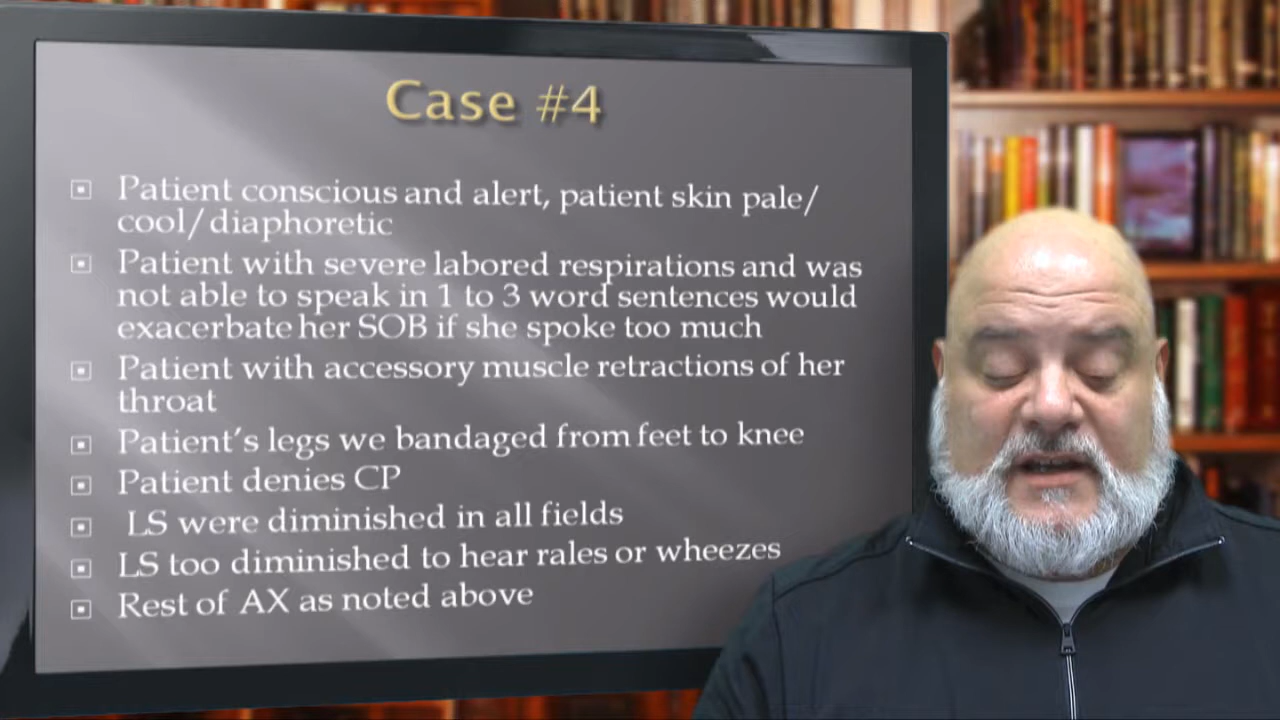 Case #4
Patient conscious and alert, patient skin pale/
cool/diaphoretic
Patient with severe labored respirations and was
not able to speak in 1 to 3 word sentences would
exacerbate her SOB if she spoke too much
Patient with accessory muscle retractions of her
throat
Patient's legs we bandaged from feet to knee
Patient denies CP
LS were diminished in all fields
LS too diminished to hear rales or wheezes
Rest of AX as noted above